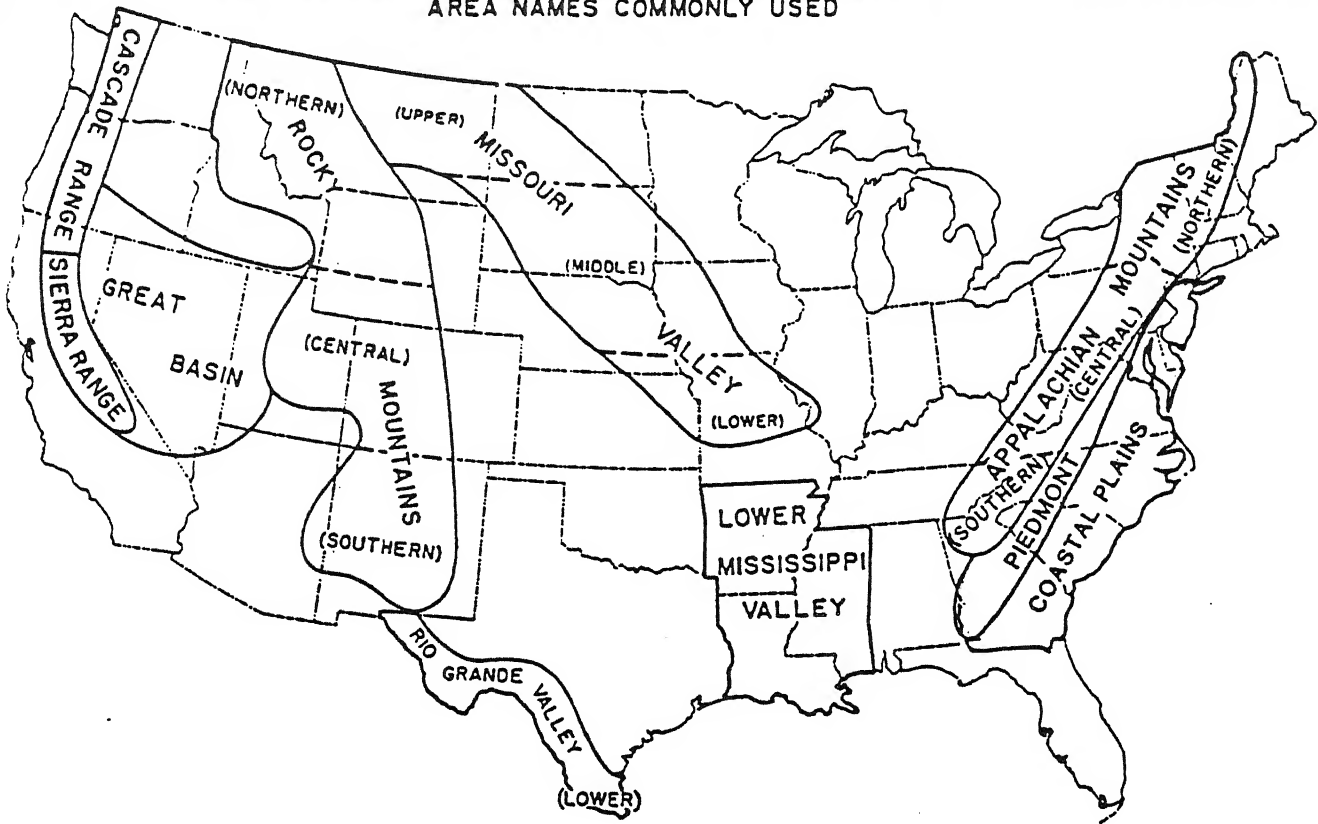 AREA NAMES COMMONLY USED
CASCADE RANGE
SIERRA RANGE
GREAT
BASIN
(NORTHERN)
ROCKY
(CENTRAL)
MOUNTAINS
(SOUTHERN)
(UPPER)
MISSOURI
(MIDDLE)
VALLEY
(LOWER)
LOWER
MISSISSIPPI
VALLEY
RIO
GRANDE
VALLEY
(LOWER)
APPALACHIAN MOUNTAINS
(NORTHERN)
(CENTRAL)
(SOUTHERN)
PIEDMONT
COASTAL PLAINS